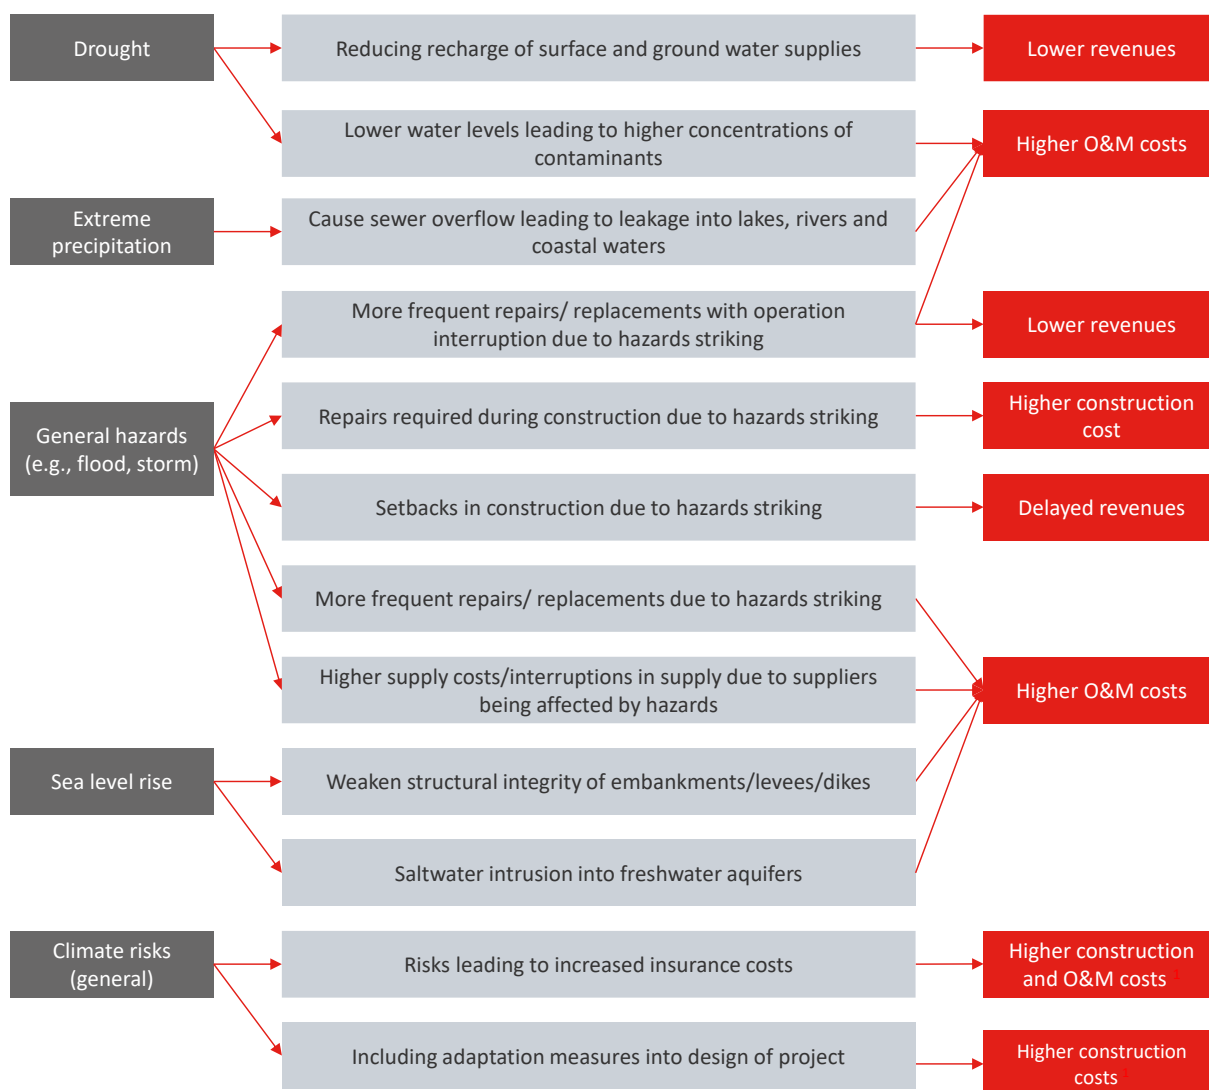 Drought
Reducing recharge of surface and ground water supplies
Lower revenues
Lower water levels leading to higher concentrations of
contaminants
Higher O&M costs
Extreme
precipitation
Cause sewer overflow leading to leakage into lakes, rivers and
coastal waters
More frequent repairs/ replacements with operation
interruption due to hazards striking
Lower revenues
General hazards
(e.g., flood, storm)
Repairs required during construction due to hazards striking
Higher construction
cost
Setbacks in construction due to hazards striking
Delayed revenues
More frequent repairs/ replacements due to hazards striking
Higher supply costs/interruptions in supply due to suppliers
being affected by hazards
Higher O&M costs
Sea level rise
Weaken structural integrity of embankments/levees/dikes
Saltwater intrusion into freshwater aquifers
Climate risks
(general)
Risks leading to increased insurance costs
Higher construction
and O&M costs 1
Including adaptation measures into design of project
Higher construction
costs 1